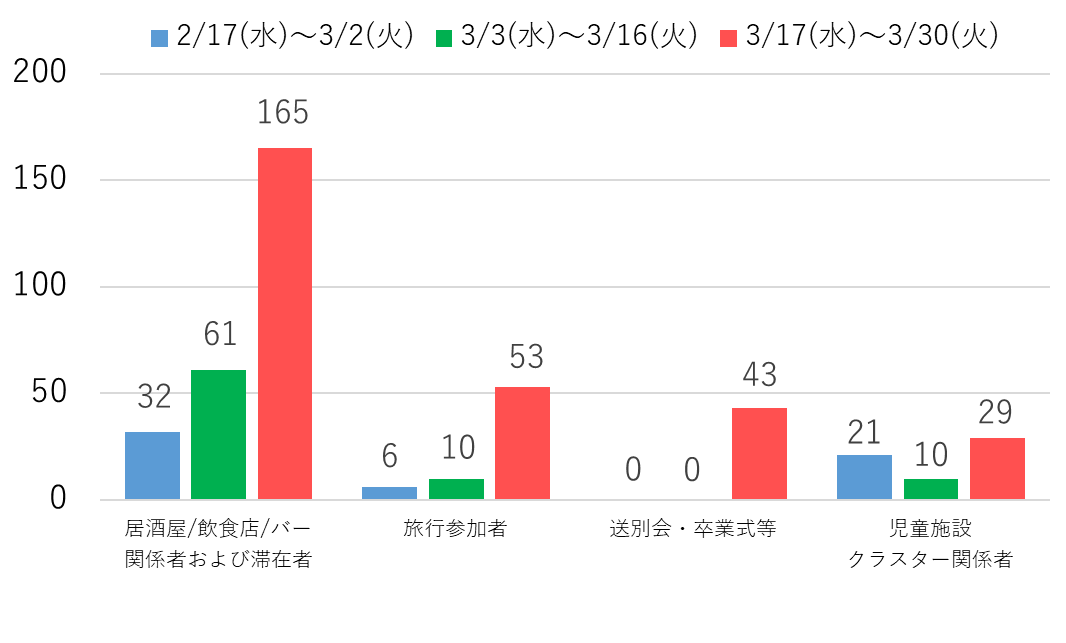 2/17(水)～3/2(火) 3/3(水)～3/16(火) 3/17(水)～3/30(火)
200
165
150
100
61
53
50
32
43
29
6
10
0
0
21
10
0
居酒屋/飲食店/バー
関係者および滞在者
旅行参加者
送別会・卒業式等
児童施設
クラスター関係者